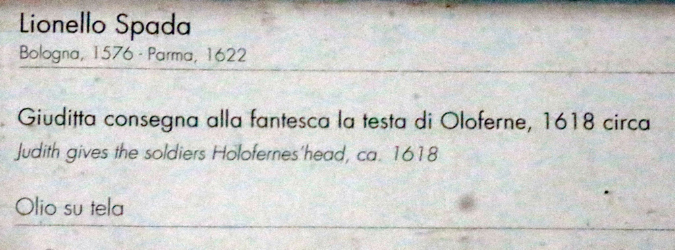 Lionello Spada
Bologna, 1576 · Parma, 1622
Giuditta consegna alla fantesca la testa di Oloferne, 1618 circa
Judith gives the soldiers Holofernes'head, ca. 1618
Olio su tela